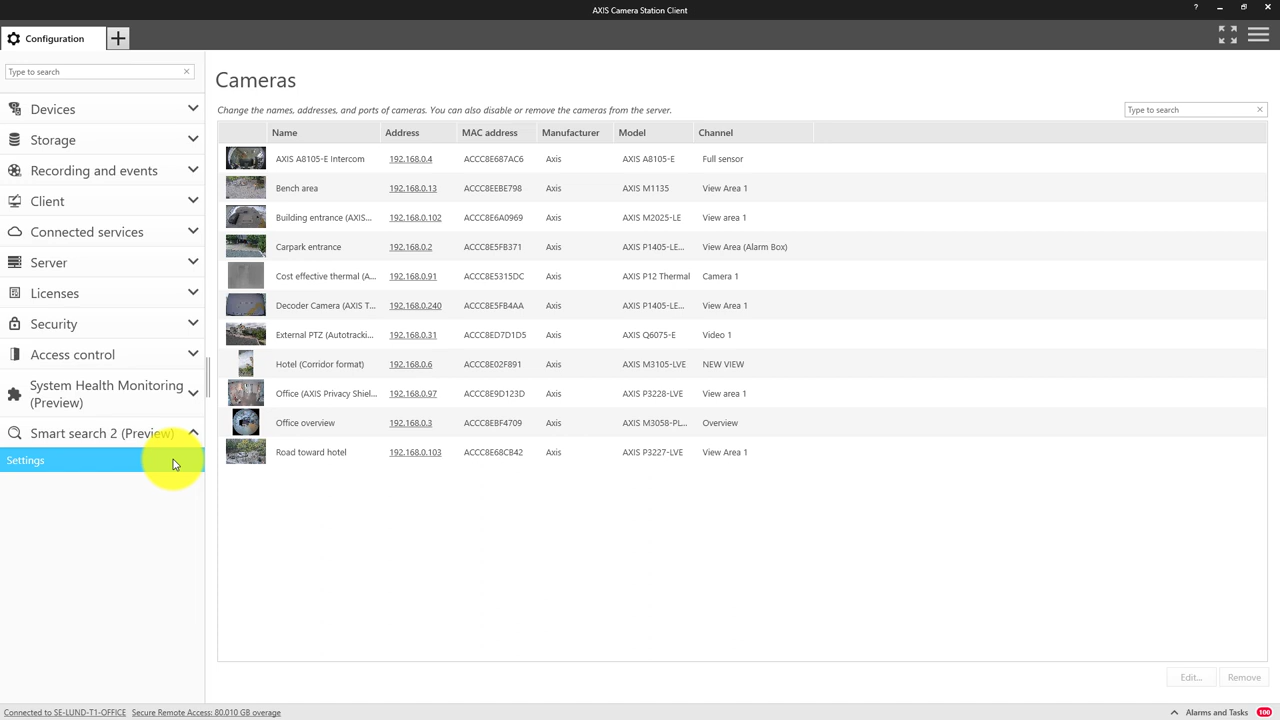 AXIS Camera Station Client
?
Configuration
Type to search
Devices
Storage
Recording and events
Client
Connected services
Server
Licenses
Security
Access control
System Health Monitoring
(Preview)
Smart search 2 (Preview)
Settings
Cameras
Change the names, addresses, and ports of cameras. You can also disable or remove the cameras from the server.
Type to search
Name Address MAC address Manufacturer Model Channel
AXIS A8105-E Intercom 192.168.0.4 ACCC8E687AC6 Axis AXIS A8105-E Full sensor
Bench area 192.168.0.13 ACCC8EEBE798 Axis AXIS M1135 View Area 1
Building entrance (AXIS... 192.168.0.102 ACCC8E6A0969 Axis AXIS M2025-LE View area 1
Carpark entrance 192.168.0.2 ACCC8E5FB371 Axis AXIS P1405-LE... View Area (Alarm Box)
Cost effective thermal (A... 192.168.0.91 ACCC8E5315DC Axis AXIS P12 Thermal Camera 1
Decoder Camera (AXIS T... 192.168.0.240 ACCC8E5FB4AA Axis AXIS P1405-LE... View Area 1
External PTZ (Autotracki... 192.168.0.31 ACCC8ED7D1D5 Axis AXIS Q6075-E Video 1
Hotel (Corridor format) 192.168.0.6 ACCC8E02F891 Axis AXIS M3105-LVE NEW VIEW
Office (AXIS Privacy Shiel... 192.168.0.97 ACCC8E9D123D Axis AXIS P3228-LVE View area 1
Office overview 192.168.0.3 ACCC8EBF4709 Axis AXIS M3058-PL... Overview
Road toward hotel 192.168.0.103 ACCC8E68CB42 Axis AXIS P3227-LVE View Area 1
Edit... Remove
Connected to SE-LUND-T1-OFFICE Secure Remote Access: 80.010 GB overage
Alarms and Tasks 100